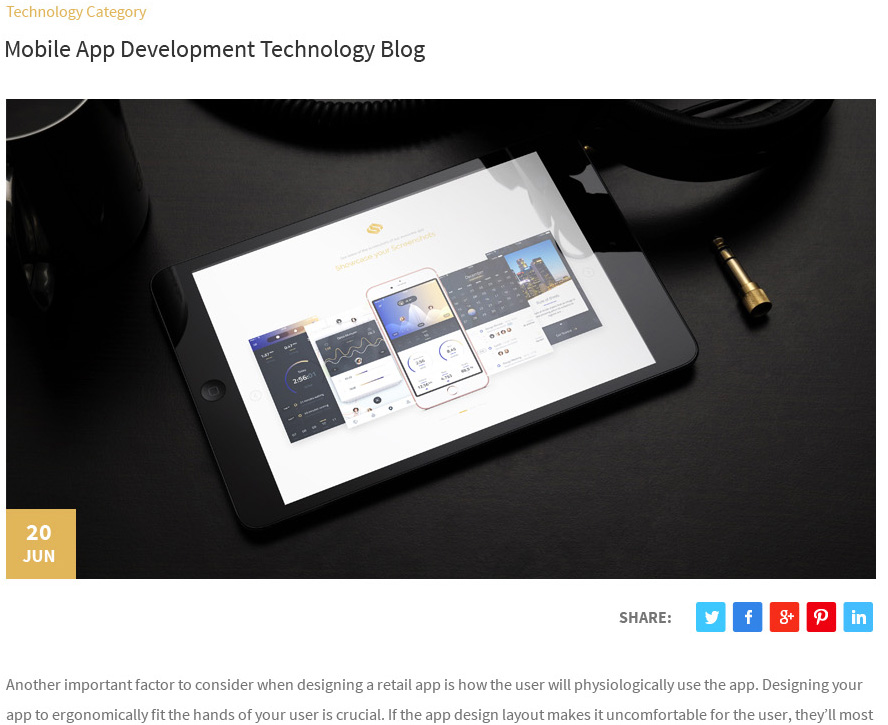 Technology Category
Mobile App Development Technology Blog
Showcase your Screenshots
20
JUN
SHARE:
Another important factor to consider when designing a retail app is how the user will physiologically use the app. Designing your
app to ergonomically fit the hands of your user is crucial. If the app design layout makes it uncomfortable for the user, they’ll most